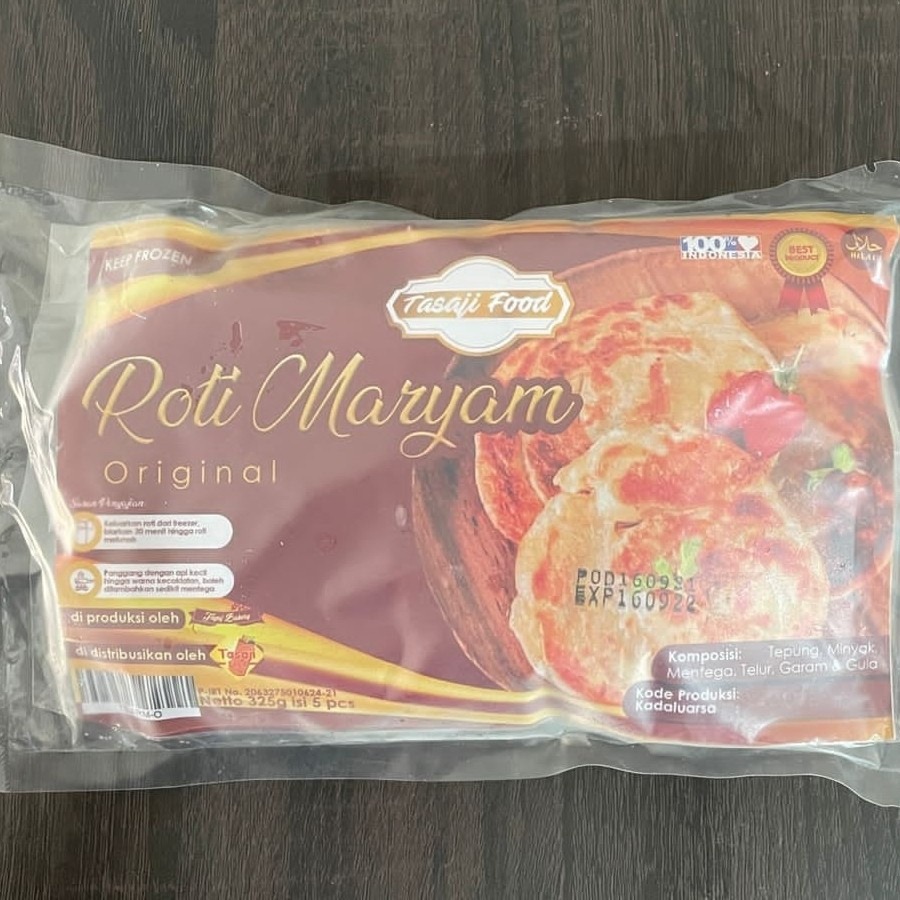 KEEP FROZEN
Tasaji Food
100%
INDONESIA
BEST
PRODUCT
حلال
HALAL
Roti Maryam
Original
Saran Penyajian
Keluarkan roti dari freezer,
biarkan 30 menit hingga roti
melunak
Panggang dengan api kecil
hingga warna kecoklatan, boleh
ditambahkan sedikit mentega
di produksi oleh
di distribusikan oleh Tasaji
P-IRT No. 2063275010624-21
Netto 325g Isi 5 pcs
POD160921
EXP160922
Komposisi: Tepung, Minyak,
Mentega, Telur, Garam & Gula
Kode Produksi:
Kadaluarsa